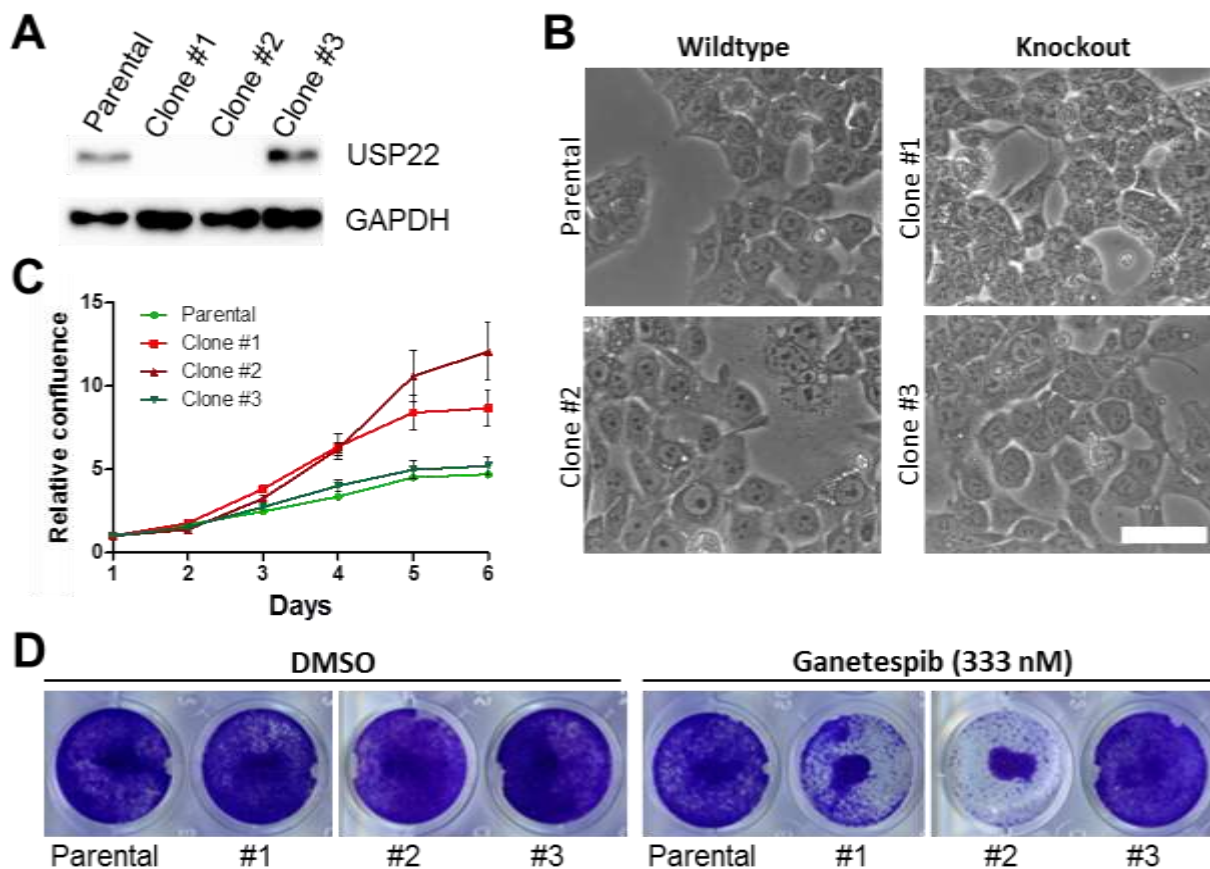 A
Parental
Clone #1
Clone #2
Clone #3
USP22
GAPDH
B
Wildtype
Knockout
Parental
Clone #1
Clone #2
Clone #3
C
Relative confluence
15
10
5
0
Parental
Clone #1
Clone #2
Clone #3
1 2 3 4 5 6
Days
D
DMSO
Ganetespib (333 nM)
Parental #1 #2 #3 Parental #1 #2 #3